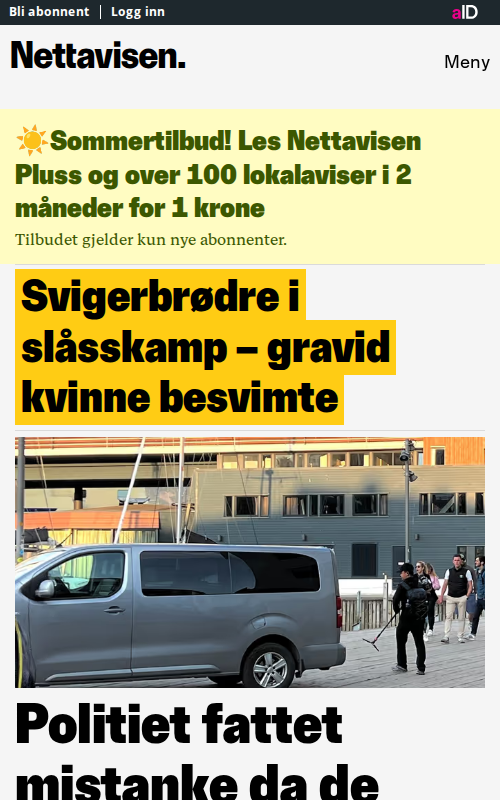 Bli abonnent
Logg inn
aID
Nettavisen.
Meny
☀️Sommertilbud! Les Nettavisen
Pluss og over 100 lokalaviser i 2
måneder for 1 krone
Tilbudet gjelder kun nye abonnenter.
Svigerbrødre i
slåsskamp – gravid
kvinne besvimte
Politiet fattet
mistanke da de